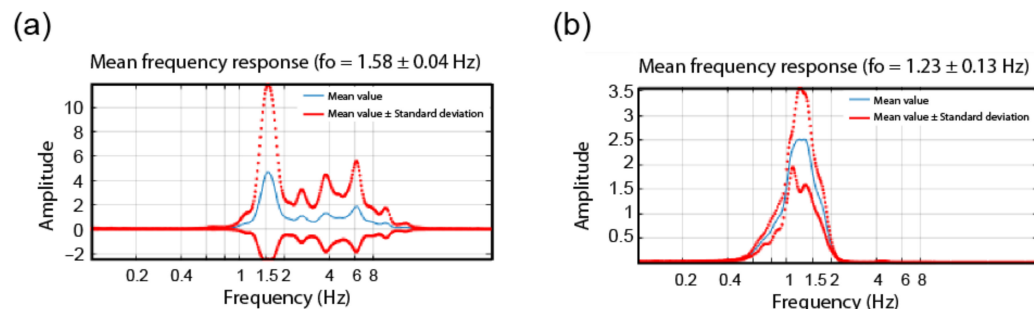 (a)
Mean frequency response (fo = 1.58 ± 0.04 Hz)
Mean value
Mean value ± Standard deviation
Amplitude
10
8
6
4
2
0
−2
0.2 0.4 1 1.5 2 4 6 8
Frequency (Hz)
(b)
Mean frequency response (fo = 1.23 ± 0.13 Hz)
Mean value
Mean value ± Standard deviation
Amplitude
3.5
3
2.5
2
1.5
1
0.5
0.2 0.4 1 1.5 2 4 6 8
Frequency (Hz)